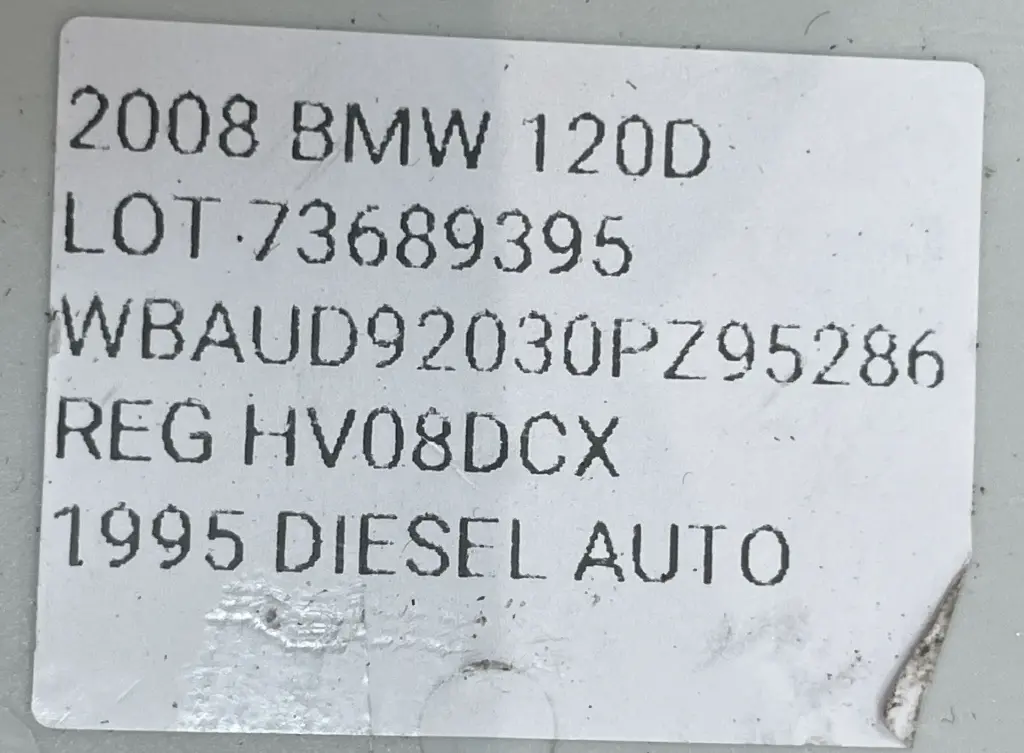 2008 BMW 120D
LOT 73689395
WBAUD92030PZ95286
REG HV08DCX
1995 DIESEL AUTO